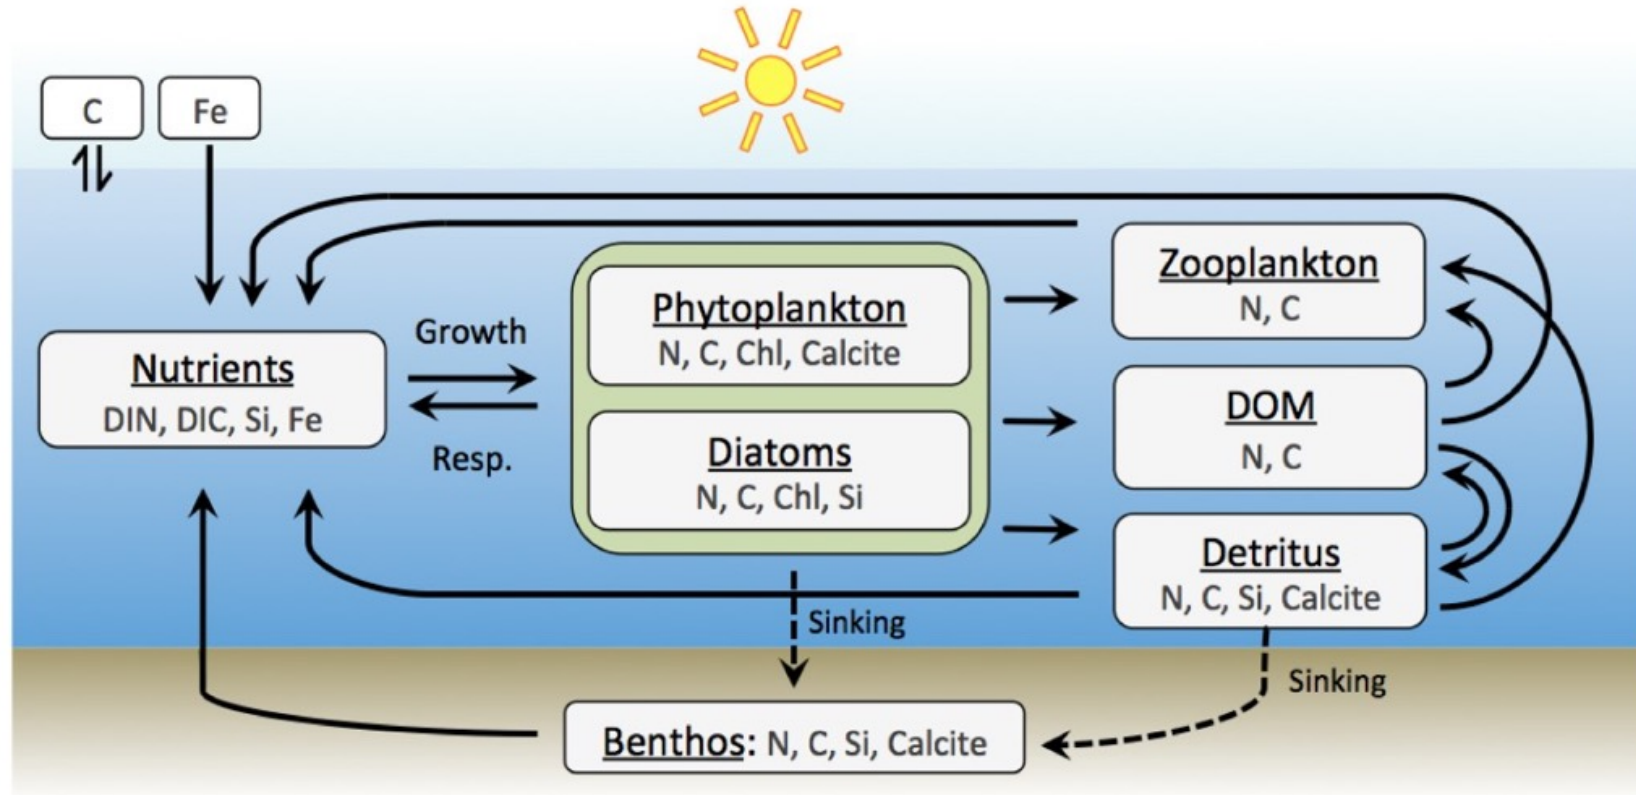 C
Fe
Nutrients
DIN, DIC, Si, Fe
Growth
Resp.
Phytoplankton
N, C, Chl, Calcite
Diatoms
N, C, Chl, Si
Zooplankton
N, C
DOM
N, C
Detritus
N, C, Si, Calcite
Sinking
Sinking
Benthos: N, C, Si, Calcite